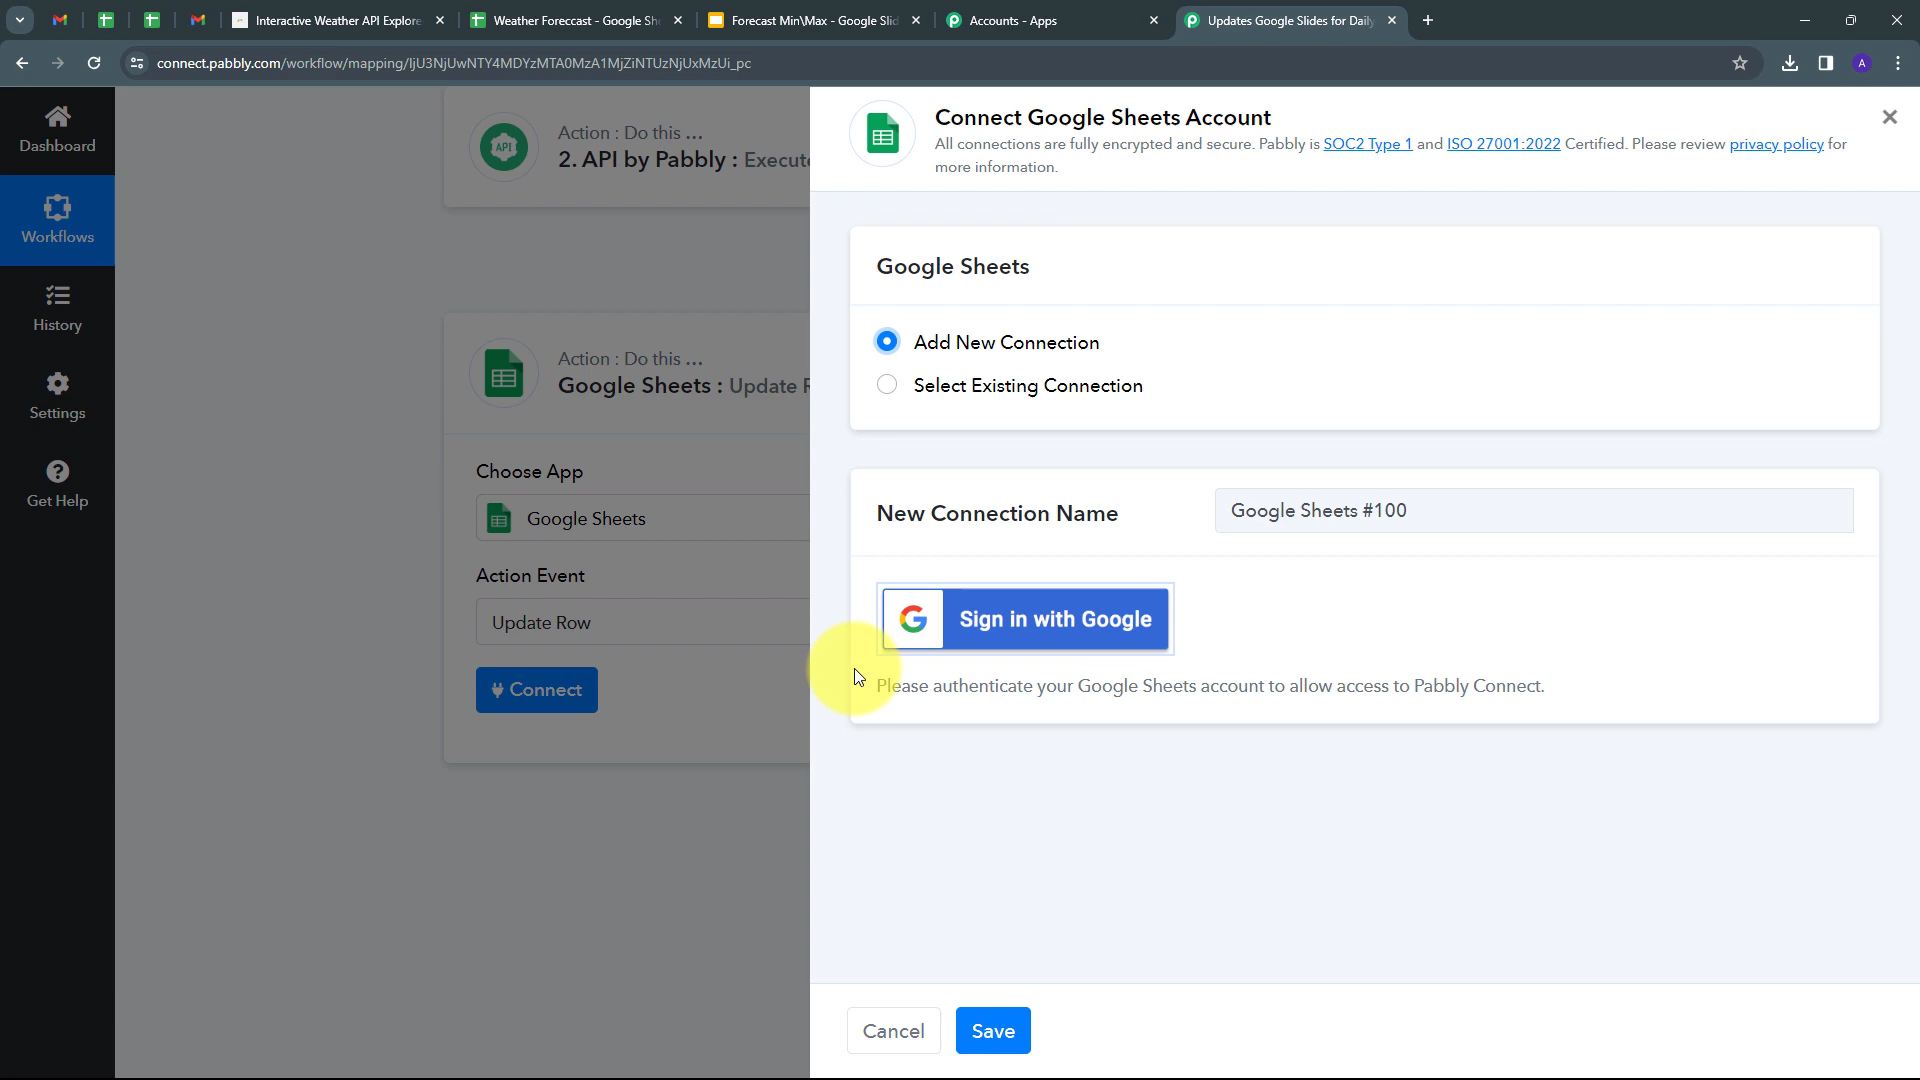 Interactive Weather API Explore
Weather Foreccast - Google She
Forecast Min\Max - Google Slid
Accounts - Apps
Updates Google Slides for Daily
connect.pabbly.com/workflow/mapping/IjU3NjUwNTY4MDYzMTA0MzA1MjZiNTUzNjUxMzUi_pc
A
Dashboard
Workflows
History
Settings
Get Help
API
Action : Do this ...
2. API by Pabbly : Execute
Action : Do this ...
Google Sheets : Update R
Choose App
Google Sheets
Action Event
Update Row
Connect
Connect Google Sheets Account
All connections are fully encrypted and secure. Pabbly is SOC2 Type 1 and ISO 27001:2022 Certified. Please review privacy policy for
more information.
Google Sheets
Add New Connection
Select Existing Connection
New Connection Name
Google Sheets #100
Sign in with Google
Please authenticate your Google Sheets account to allow access to Pabbly Connect.
Cancel
Save